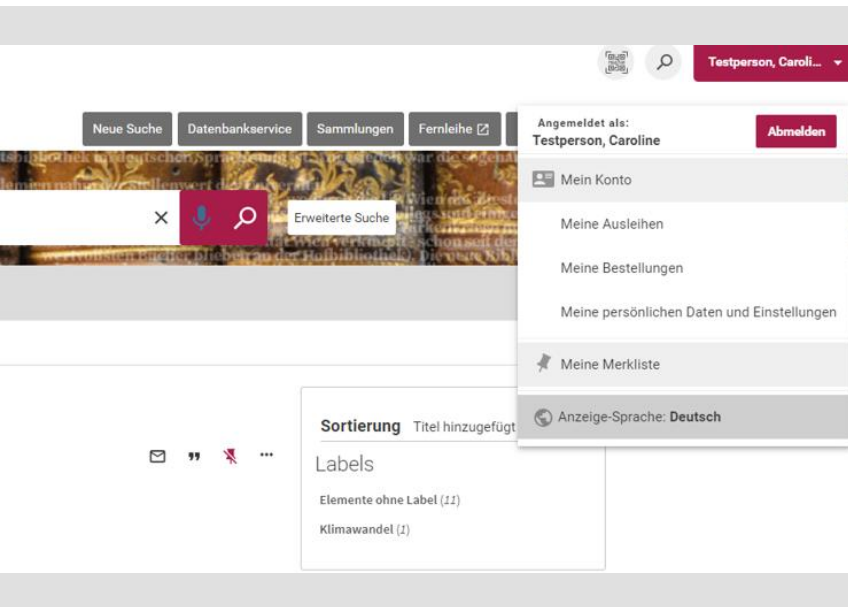 Testperson, Caroli...
Neue Suche Datenbankservice Sammlungen Fernleihe
Angemeldet als:
Testperson, Caroline
Abmelden
Mein Konto
Erweiterte Suche
Meine Ausleihen
Meine Bestellungen
Meine persönlichen Daten und Einstellungen
Meine Merkliste
Anzeige-Sprache: Deutsch
Sortierung Titel hinzugefügt
Labels
Elemente ohne Label (11)
Klimawandel (1)